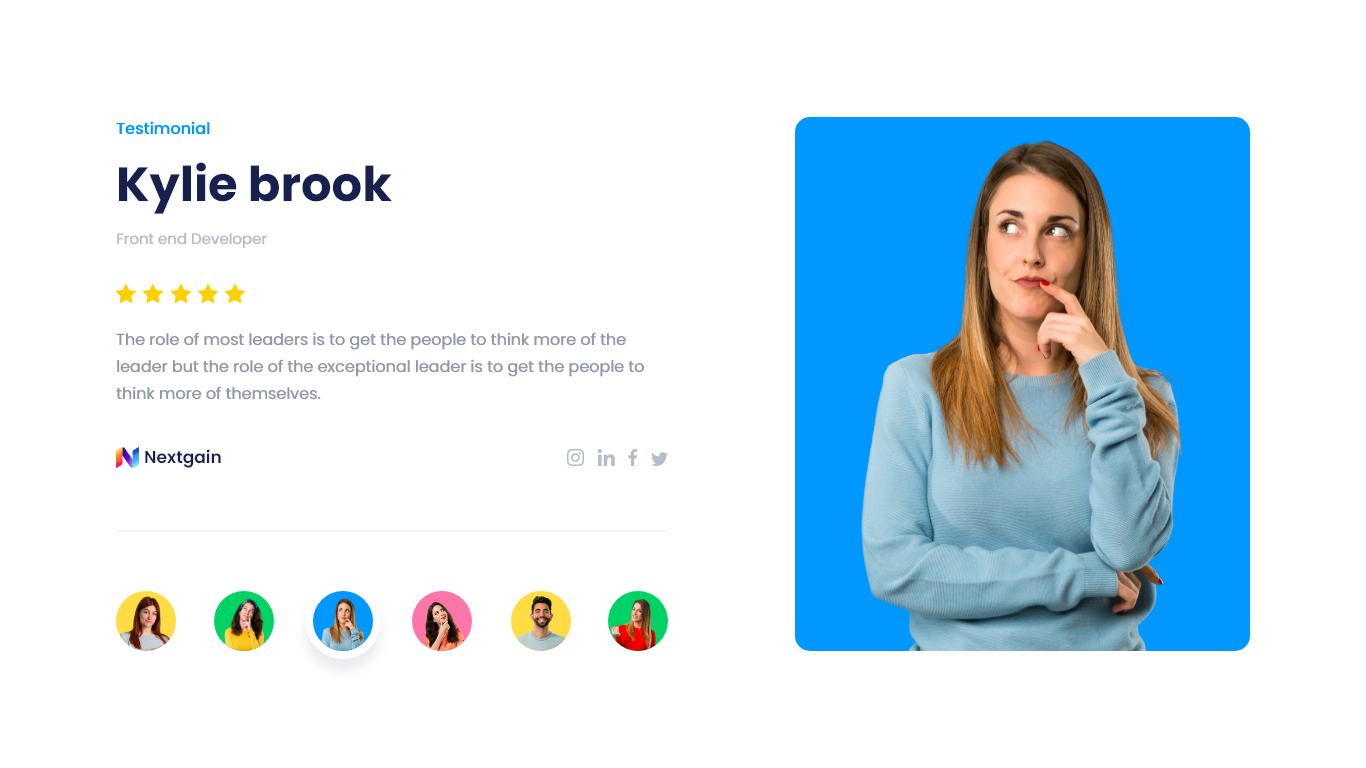 Testimonial
Kylie brook
Front end Developer
The role of most leaders is to get the people to think more of the
leader but the role of the exceptional leader is to get the people to
think more of themselves.
Nextgain